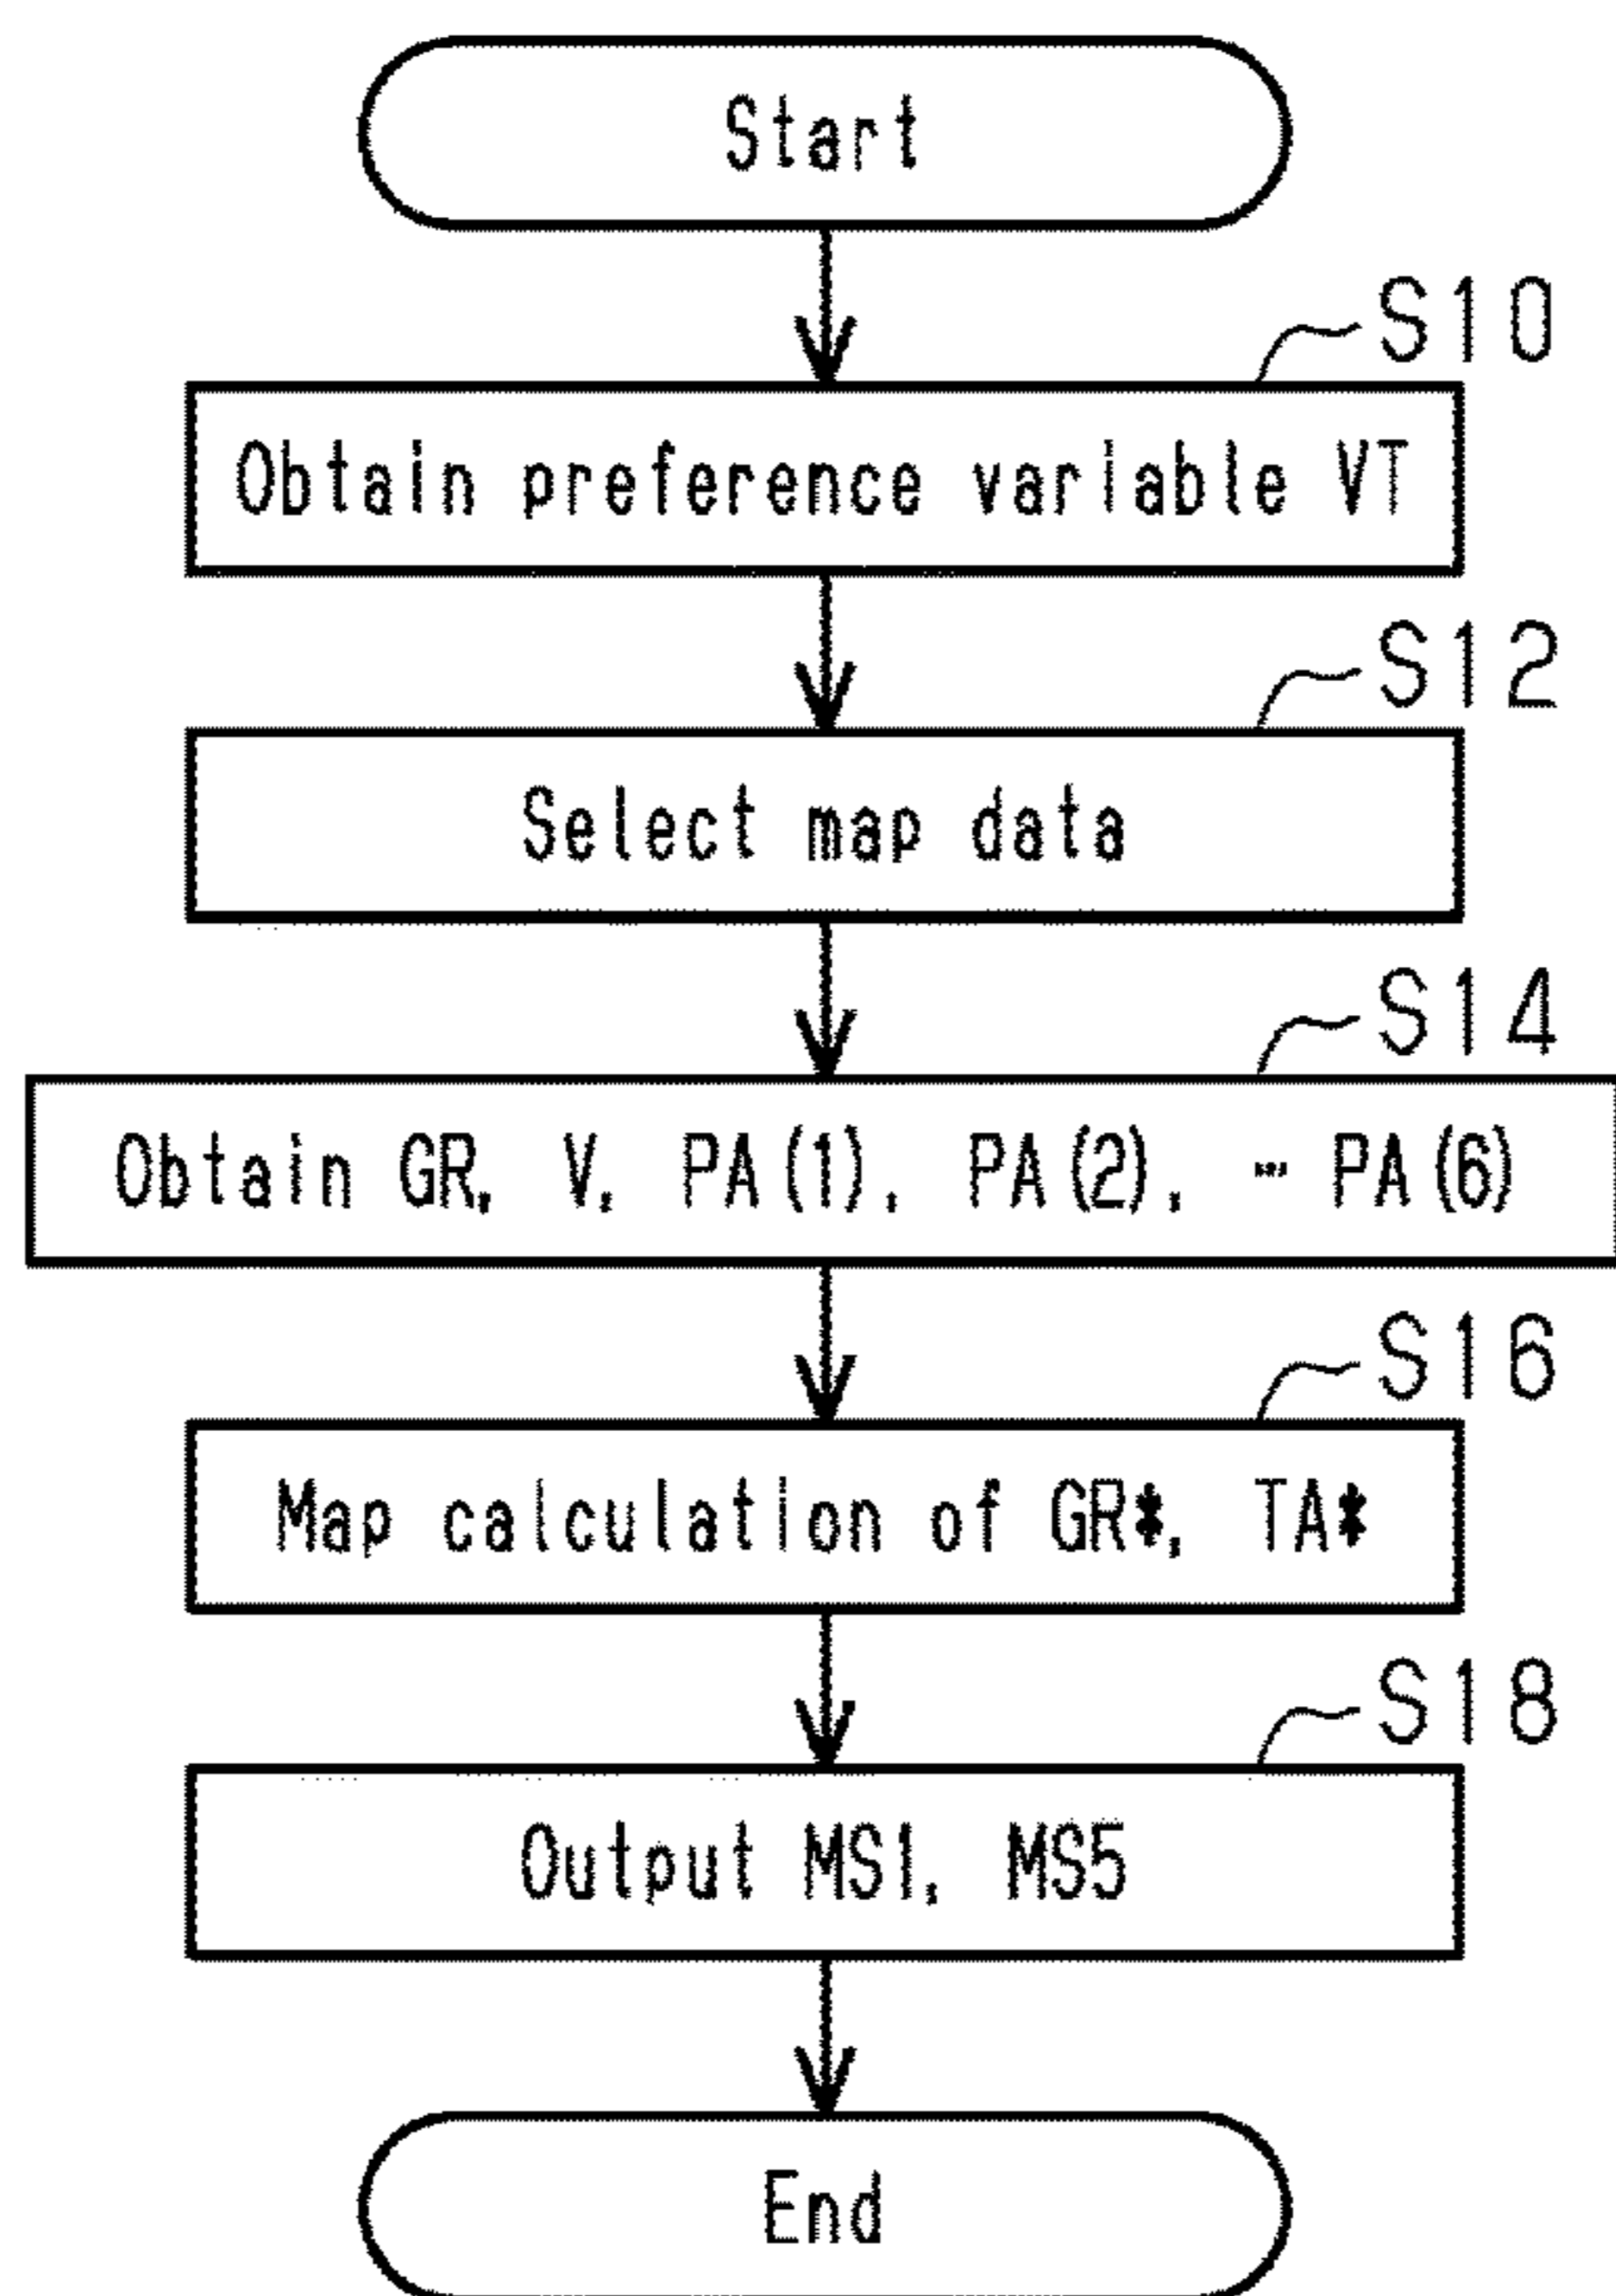 Start
S10
Obtain preference variable VT
S12
Select map data
S14
Obtain GR, V, PA(1), PA(2), … PA(6)
S16
Map calculation of GR*, TA*
S18
Output MS1, MS5
End